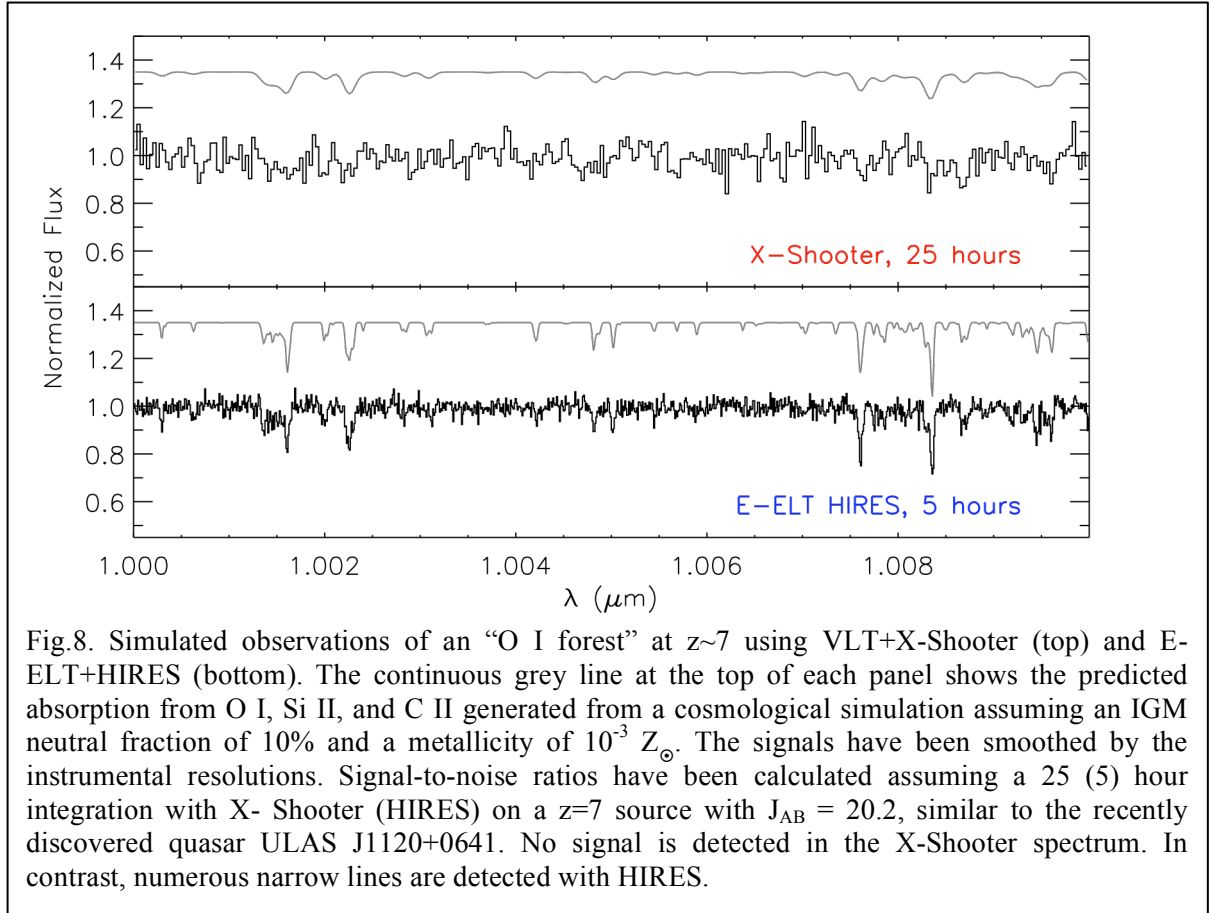 1.4
1.2
1.0
0.8
0.6
X-Shooter, 25 hours
Normalized Flux
1.4
1.2
1.0
0.8
0.6
E-ELT HIRES, 5 hours
1.000 1.002 1.004 1.006 1.008
λ (μm)
Fig.8. Simulated observations of an “O I forest” at z~7 using VLT+X-Shooter (top) and E-
ELT+HIRES (bottom). The continuous grey line at the top of each panel shows the predicted
absorption from O I, Si II, and C II generated from a cosmological simulation assuming an IGM
neutral fraction of 10% and a metallicity of 10⁻³ Z⊙. The signals have been smoothed by the
instrumental resolutions. Signal-to-noise ratios have been calculated assuming a 25 (5) hour
integration with X- Shooter (HIRES) on a z=7 source with J_AB = 20.2, similar to the recently
discovered quasar ULAS J1120+0641. No signal is detected in the X-Shooter spectrum. In
contrast, numerous narrow lines are detected with HIRES.